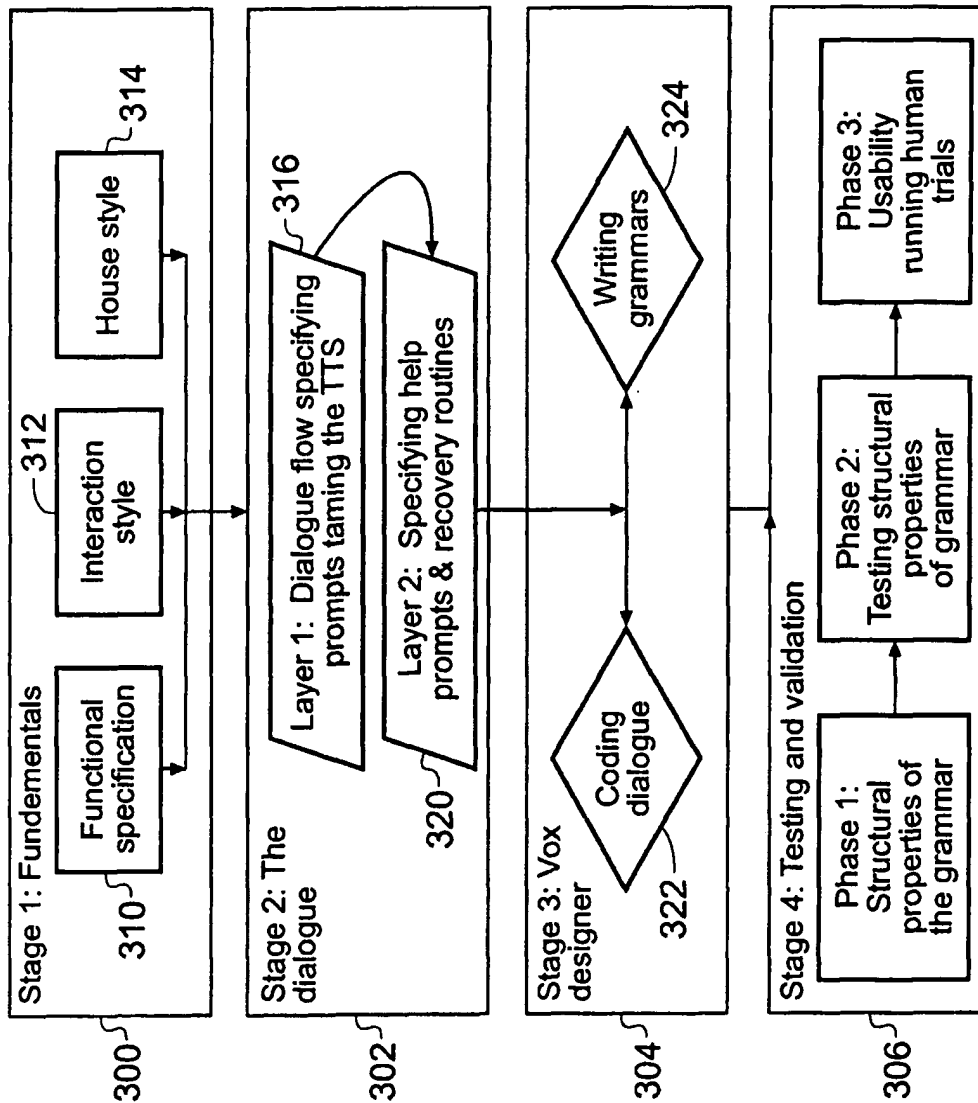 Stage 1: Fundementals
Functional
specification
Interaction
style
House style
300
310
312
314
Stage 2: The
dialogue
Layer 1: Dialogue flow specifying
prompts taming the TTS
Layer 2: Specifying help
prompts & recovery routines
302
316
320
Stage 3: Vox
designer
Coding
dialogue
Writing
grammars
304
322
324
Stage 4: Testing and validation
Phase 1:
Structural
properties of
the grammar
Phase 2:
Testing structural
properties
of grammar
Phase 3:
Usability
running human
trials
306